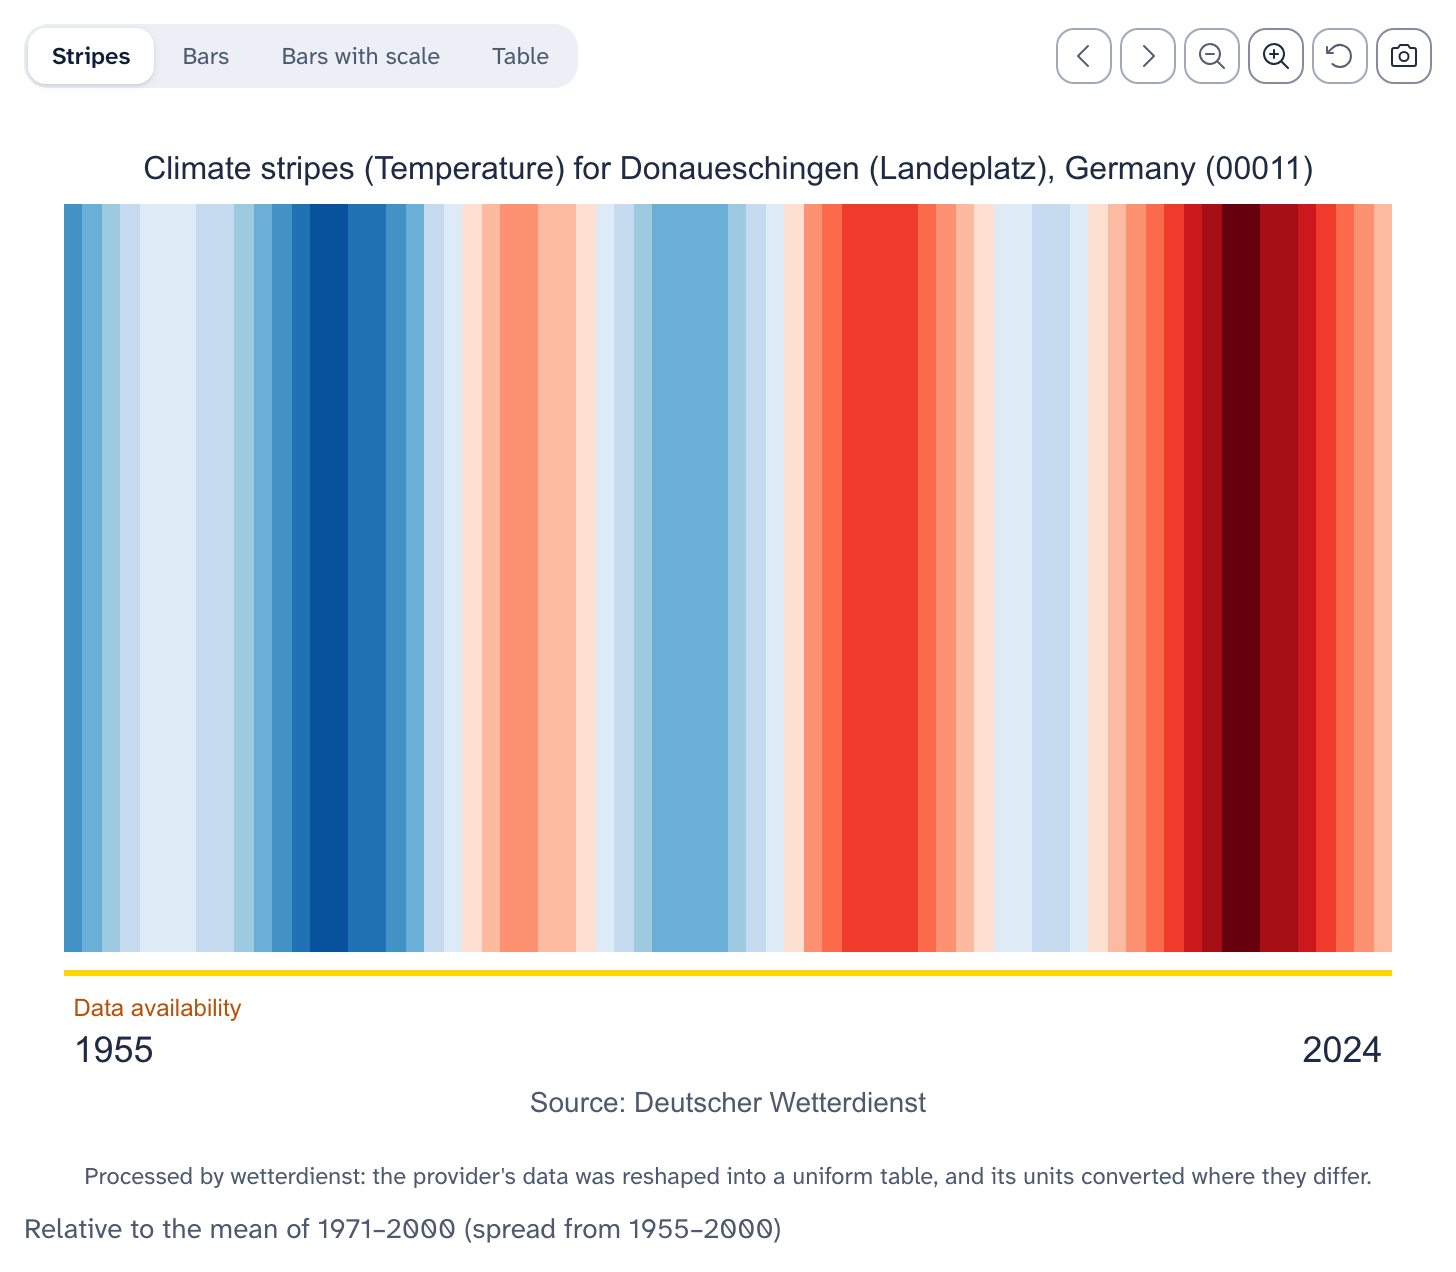 Stripes Bars Bars with scale Table
Climate stripes (Temperature) for Donaueschingen (Landeplatz), Germany (00011)
Data availability
1955 2024
Source: Deutscher Wetterdienst
Processed by wetterdienst: the provider's data was reshaped into a uniform table, and its units converted where they differ.
Relative to the mean of 1971–2000 (spread from 1955–2000)